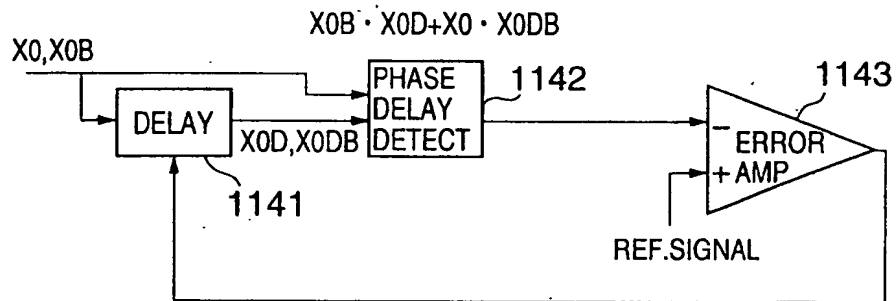 X0B · X0D+X0 · X0DB
X0,X0B
PHASE
DELAY
DETECT
1142
1143
DELAY
X0D,X0DB
1141
−
ERROR
+ AMP
REF.SIGNAL